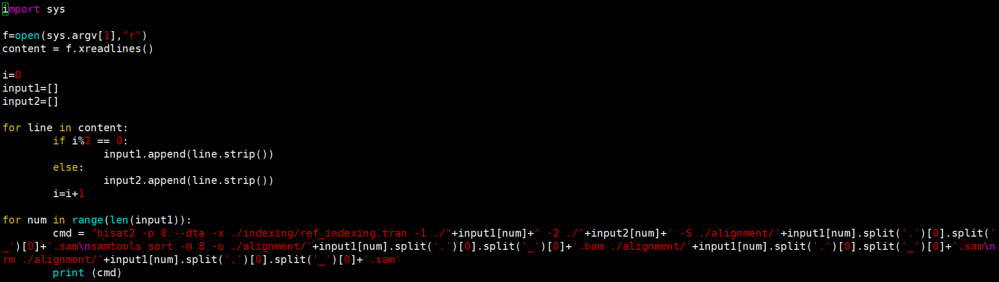 import sys

f=open(sys.argv[1],"r")
content = f.xreadlines()

i=0
input1=[]
input2=[]

for line in content:
        if i%2 == 0:
                input1.append(line.strip())
        else:
                input2.append(line.strip())
        i=i+1

for num in range(len(input1)):
        cmd = "hisat2 -p 8 --dta -x ./indexing/ref_indexing.tran -1 ./"+input1[num]+" -2 ./"+input2[num]+' -S ./alignment/'+input1[num].split('.')[0].split('
_')[0]+'.sam\nsamtools sort -@ 8 -o ./alignment/'+input1[num].split('.')[0].split('_')[0]+'.bam ./alignment/'+input1[num].split('.')[0].split('_')[0]+'.sam\n
rm ./alignment/'+input1[num].split('.')[0].split('_')[0]+'.sam'
        print (cmd)